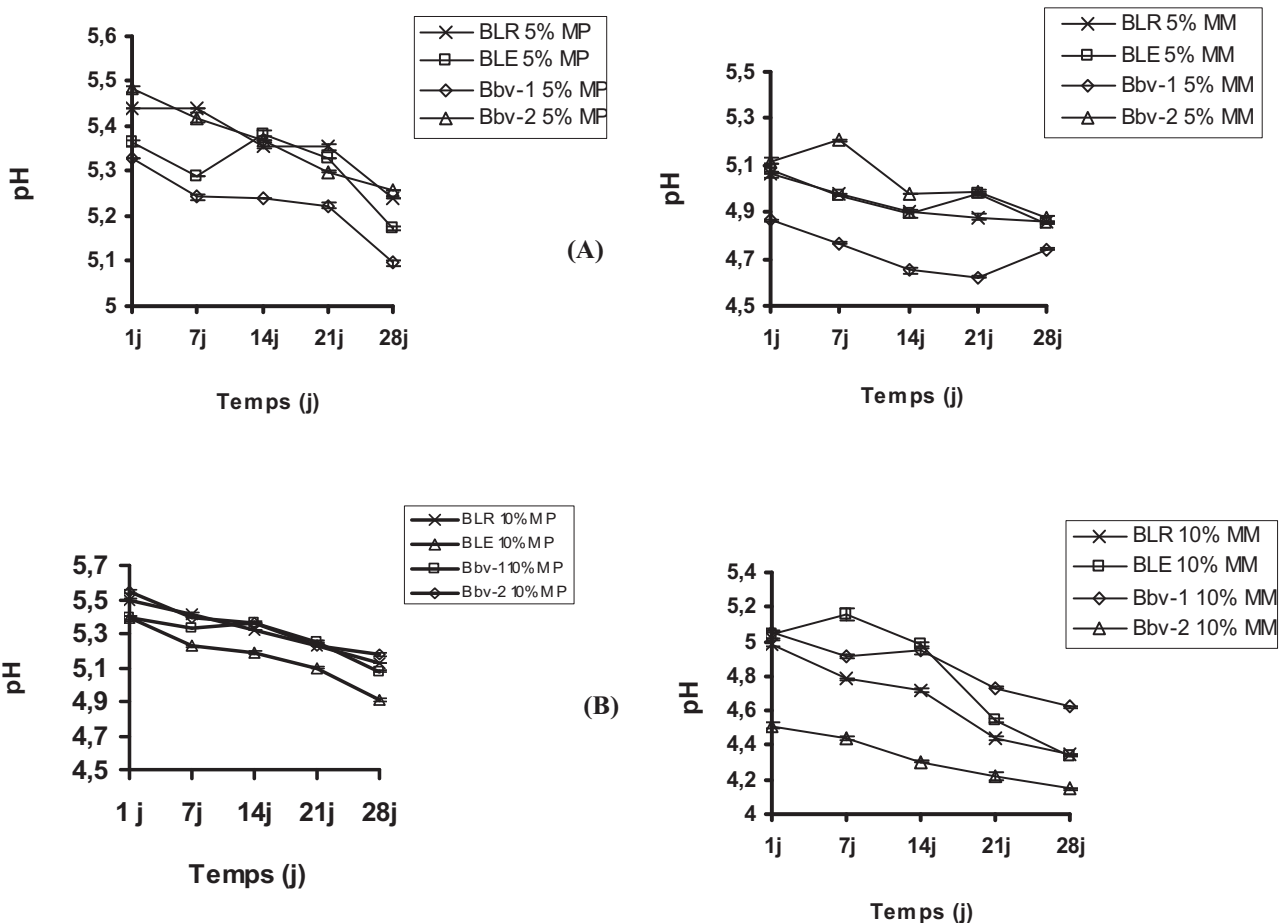 BLR 5% MP
BLE 5% MP
Bbv-1 5% MP
Bbv-2 5% MP
5,6
5,5
5,4
5,3
5,2
5,1
5
pH
1j 7j 14j 21j 28j
Temps (j)
(A)
BLR 5% MM
BLE 5% MM
Bbv-1 5% MM
Bbv-2 5% MM
5,5
5,3
5,1
4,9
4,7
4,5
pH
1j 7j 14j 21j 28j
Temps (j)
BLR 10% MP
BLE 10% MP
Bbv-1 10% MP
Bbv-2 10% MP
5,7
5,5
5,3
5,1
4,9
4,7
4,5
pH
1 j 7j 14j 21j 28j
Temps (j)
(B)
BLR 10% MM
BLE 10% MM
Bbv-1 10% MM
Bbv-2 10% MM
5,4
5,2
5
4,8
4,6
4,4
4,2
4
pH
1j 7j 14j 21j 28j
Temps (j)